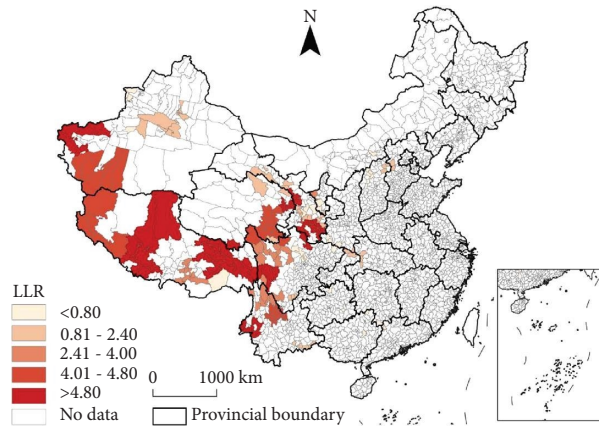 N
LLR
<0.80
0.81 - 2.40
2.41 - 4.00
4.01 - 4.80
>4.80
No data
0 1000 km
Provincial boundary